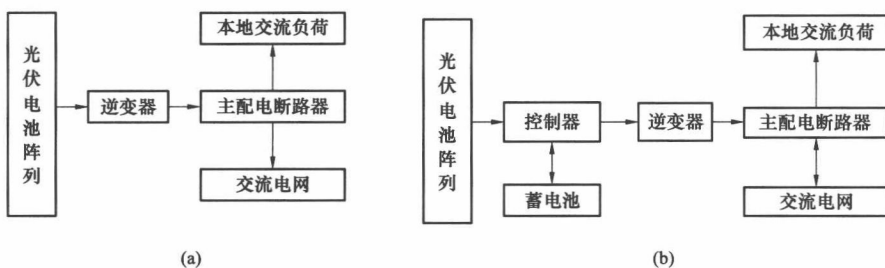 光伏电池阵列
逆变器
本地交流负荷
主配电断路器
交流电网
(a)
光伏电池阵列
控制器
蓄电池
逆变器
本地交流负荷
主配电断路器
交流电网
(b)